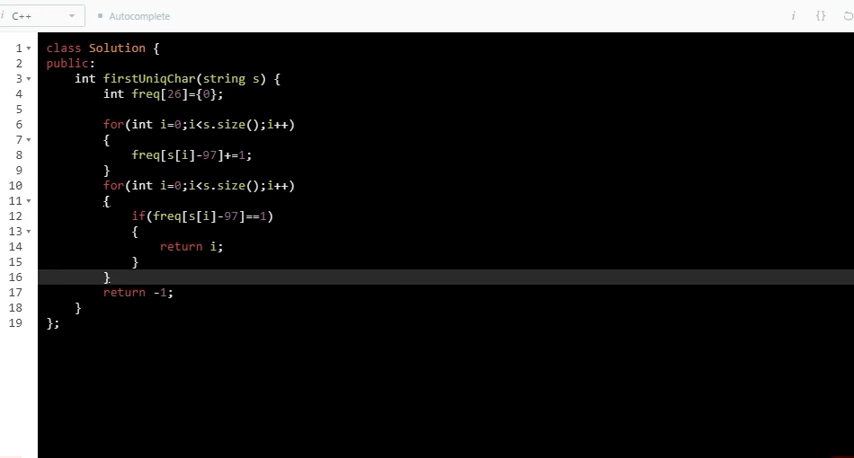 i C++ Autocomplete i {}
1 class Solution {
2 public:
3 int firstUniqChar(string s) {
4 int freq[26]={0};
5
6 for(int i=0;i<s.size();i++)
7 {
8 freq[s[i]-97]+=1;
9 }
10 for(int i=0;i<s.size();i++)
11 {
12 if(freq[s[i]-97]==1)
13 {
14 return i;
15 }
16 }
17 return -1;
18 }
19 };